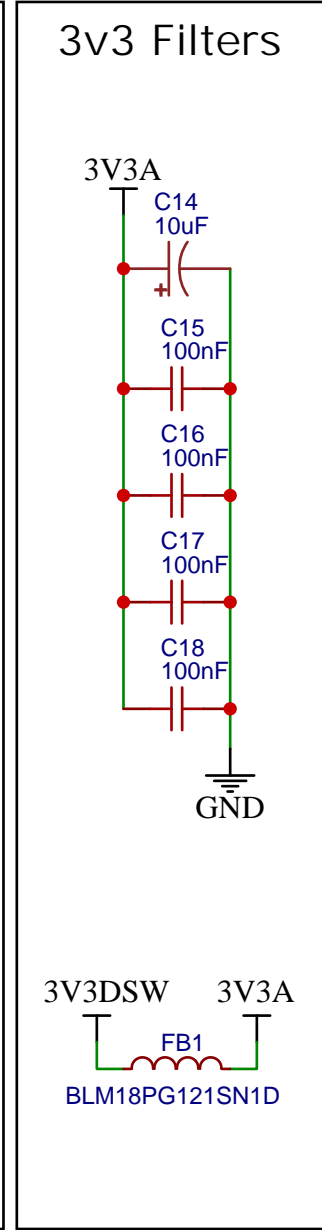 3v3 Filters
3V3A
C14
10uF
+
C15
100nF
C16
100nF
C17
100nF
C18
100nF
GND
3V3DSW 3V3A
FB1
BLM18PG121SN1D